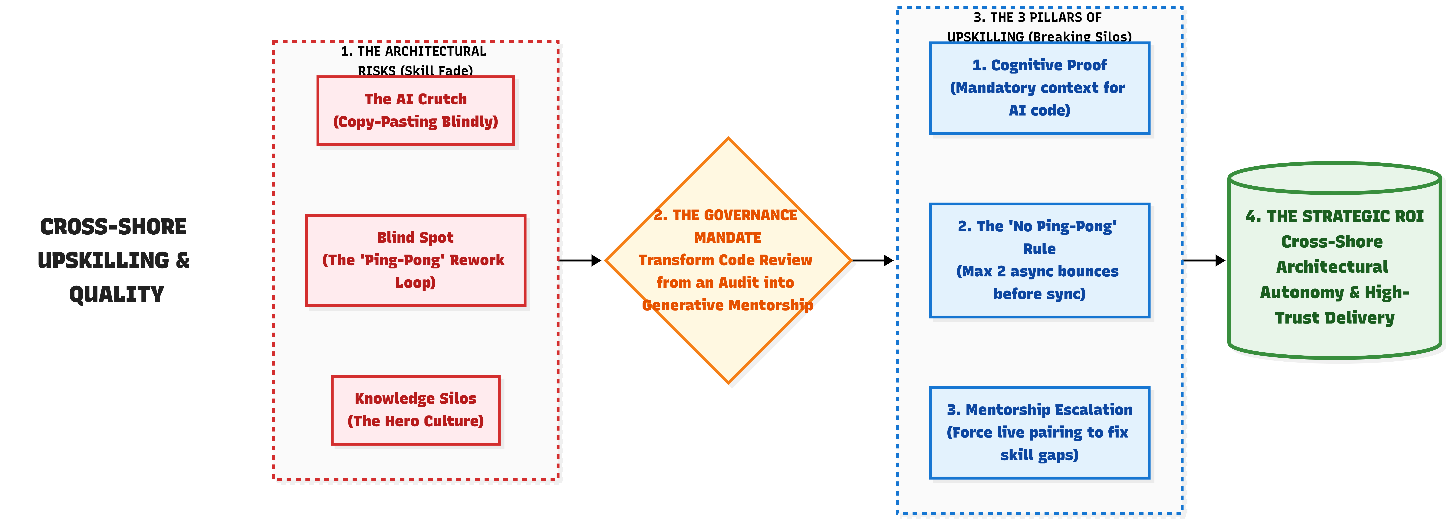 CROSS-SHORE
UPSKILLING &
QUALITY
1. THE ARCHITECTURAL
RISKS (Skill Fade)
The AI Crutch
(Copy-Pasting Blindly)
Blind Spot
(The 'Ping-Pong' Rework
Loop)
Knowledge Silos
(The Hero Culture)
2. THE GOVERNANCE
MANDATE
Transform Code Review
from an Audit into
Generative Mentorship
3. THE 3 PILLARS OF
UPSKILLING (Breaking Silos)
1. Cognitive Proof
(Mandatory context for
AI code)
2. The 'No Ping-Pong'
Rule
(Max 2 async bounces
before sync)
3. Mentorship Escalation
(Force live pairing to fix
skill gaps)
4. THE STRATEGIC ROI
Cross-Shore
Architectural
Autonomy & High-
Trust Delivery